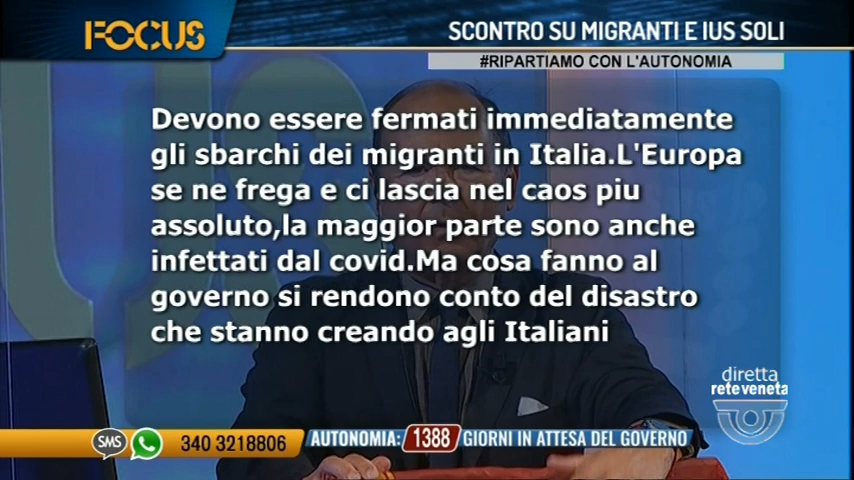 FOCUS
SCONTRO SU MIGRANTI E IUS SOLI
#RIPARTIAMO CON L'AUTONOMIA
Devono essere fermati immediatamente
gli sbarchi dei migranti in Italia.L'Europa
se ne frega e ci lascia nel caos piu
assoluto,la maggior parte sono anche
infettati dal covid.Ma cosa fanno al
governo si rendono conto del disastro
che stanno creando agli Italiani
diretta
reteveneta
SMS 340 3218806 AUTONOMIA: 1388 GIORNI IN ATTESA DEL GOVERNO